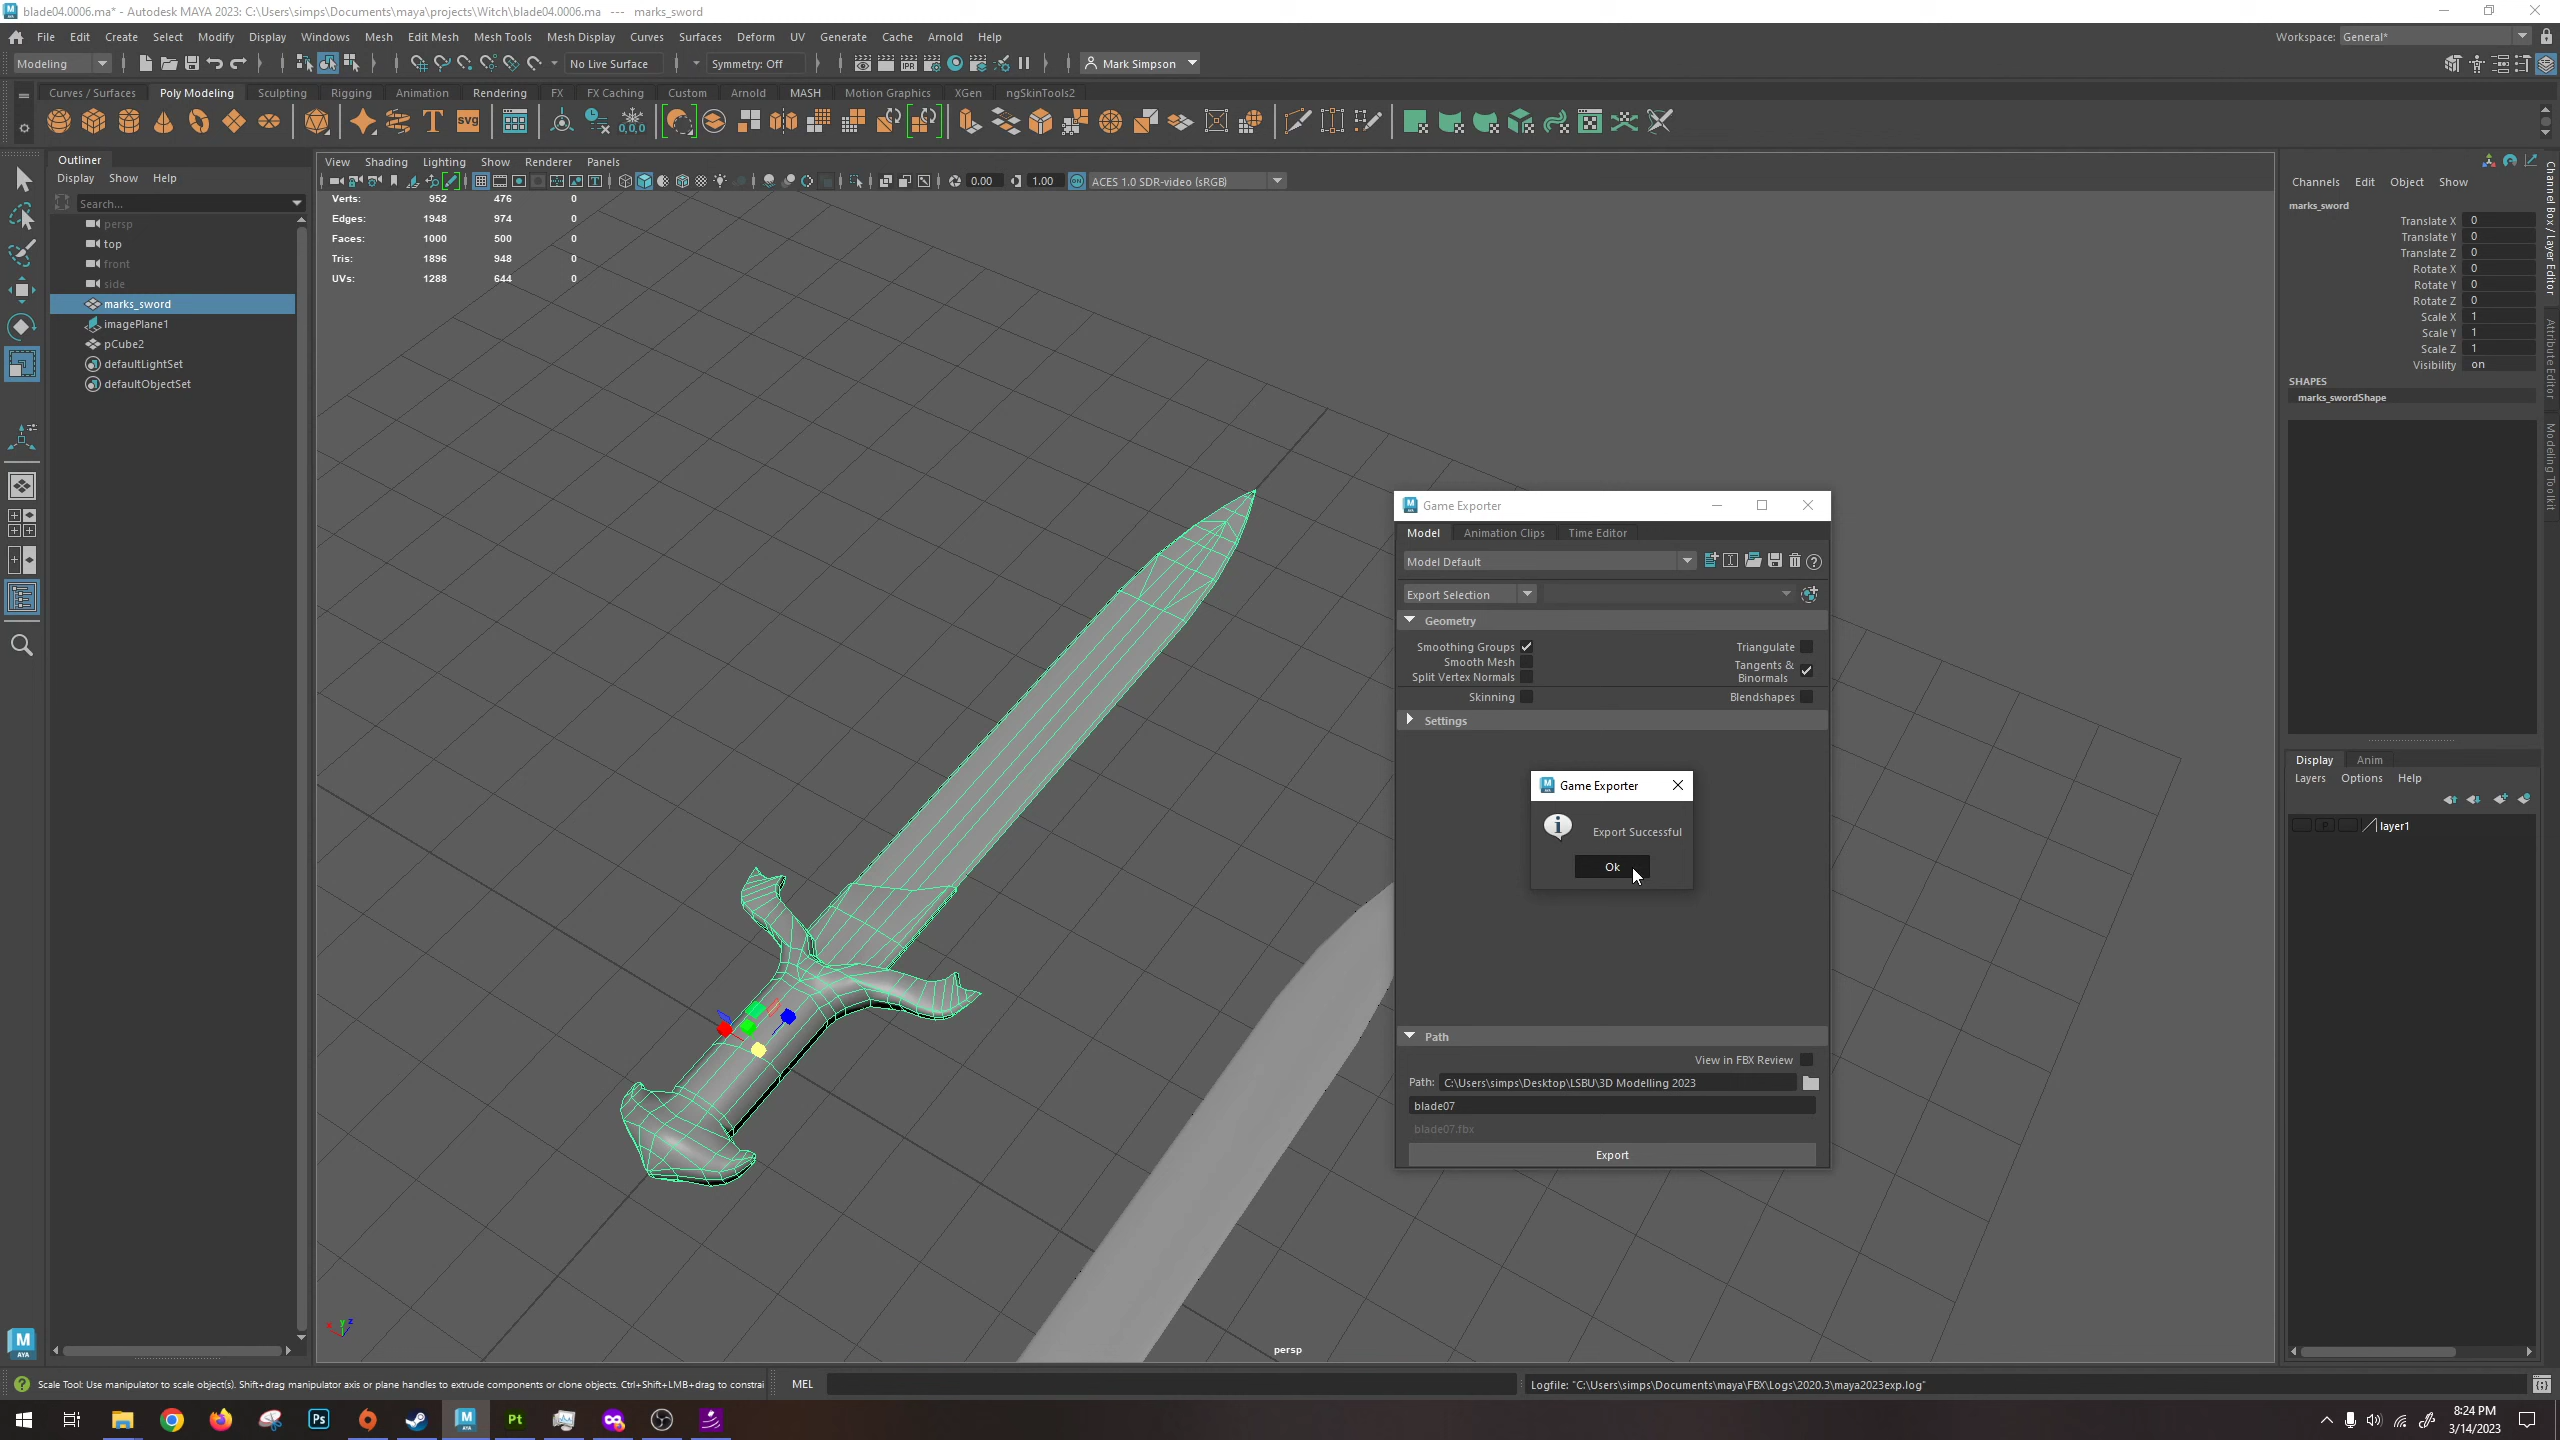 blade04.0006.ma* - Autodesk MAYA 2023: C:\Users\simps\Documents\maya\projects\Witch\blade04.0006.ma --- marks_sword
File Edit Create Select Modify Display Windows Mesh Edit Mesh Mesh Tools Mesh Display Curves Surfaces Deform UV Generate Cache Arnold Help
Workspace: General*
Modeling
No Live Surface
Symmetry: Off
Mark Simpson
Curves / Surfaces Poly Modeling Sculpting Rigging Animation Rendering FX FX Caching Custom Arnold MASH Motion Graphics XGen ngSkinTools2
Outliner
Display Show Help
Search...
persp
top
front
side
marks_sword
imagePlane1
pCube2
defaultLightSet
defaultObjectSet
View Shading Lighting Show Renderer Panels
0.00
1.00
ACES 1.0 SDR-video (sRGB)
Verts: 952 476 0
Edges: 1948 974 0
Faces: 1000 500 0
Tris: 1896 948 0
UVs: 1288 644 0
persp
Game Exporter
Model Animation Clips Time Editor
Model Default
Export Selection
Geometry
Smoothing Groups
Triangulate
Smooth Mesh
Tangents &
Binormals
Split Vertex Normals
Skinning
Blendshapes
Settings
Game Exporter
Export Successful
Ok
Path
View in FBX Review
Path: C:\Users\simps\Desktop\LSBU\3D Modelling 2023
blade07
blade07.fbx
Export
Channels Edit Object Show
marks_sword
Translate X 0
Translate Y 0
Translate Z 0
Rotate X 0
Rotate Y 0
Rotate Z 0
Scale X 1
Scale Y 1
Scale Z 1
Visibility on
SHAPES
marks_swordShape
Channel Box / Layer Editor
Attribute Editor
Modeling Toolkit
Display Anim
Layers Options Help
P
layer1
Scale Tool: Use manipulator to scale object(s). Shift+drag manipulator axis or plane handles to extrude components or clone objects. Ctrl+Shift+LMB+drag to constrai
MEL
Logfile: "C:\Users\simps\Documents\maya\FBX\Logs\2020.3\maya2023exp.log"
8:24 PM
3/14/2023